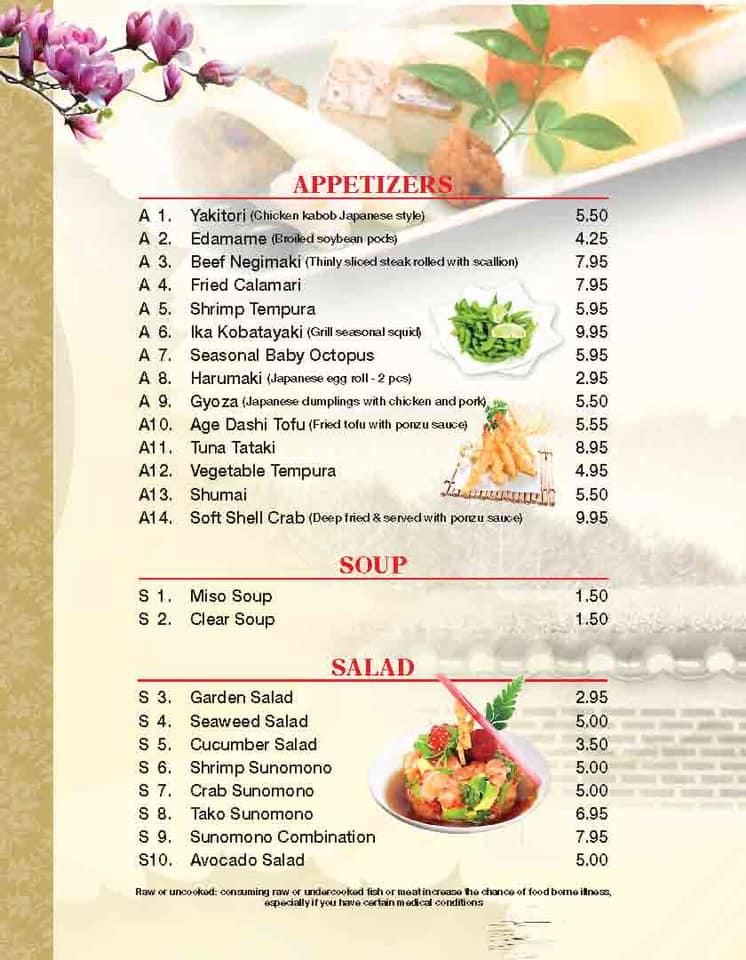 APPETIZERS
A 1. Yakitori (Chicken kabob Japanese style) 5.50
A 2. Edamame (Broiled soybean pods) 4.25
A 3. Beef Negimaki (Thinly sliced steak rolled with scallion) 7.95
A 4. Fried Calamari 7.95
A 5. Shrimp Tempura 5.95
A 6. Ika Kobatayaki (Grill seasonal squid) 9.95
A 7. Seasonal Baby Octopus 5.95
A 8. Harumaki (Japanese egg roll - 2 pcs) 2.95
A 9. Gyoza (Japanese dumplings with chicken and pork) 5.50
A10. Age Dashi Tofu (Fried tofu with ponzu sauce) 5.55
A11. Tuna Tataki 8.95
A12. Vegetable Tempura 4.95
A13. Shumai 5.50
A14. Soft Shell Crab (Deep fried & served with ponzu sauce) 9.95
SOUP
S 1. Miso Soup 1.50
S 2. Clear Soup 1.50
SALAD
S 3. Garden Salad 2.95
S 4. Seaweed Salad 5.00
S 5. Cucumber Salad 3.50
S 6. Shrimp Sunomono 5.00
S 7. Crab Sunomono 5.00
S 8. Tako Sunomono 6.95
S 9. Sunomono Combination 7.95
S10. Avocado Salad 5.00
Raw or uncooked: consuming raw or undercooked fish or meat increase the chance of food borne illness,
especially if you have certain medical conditions